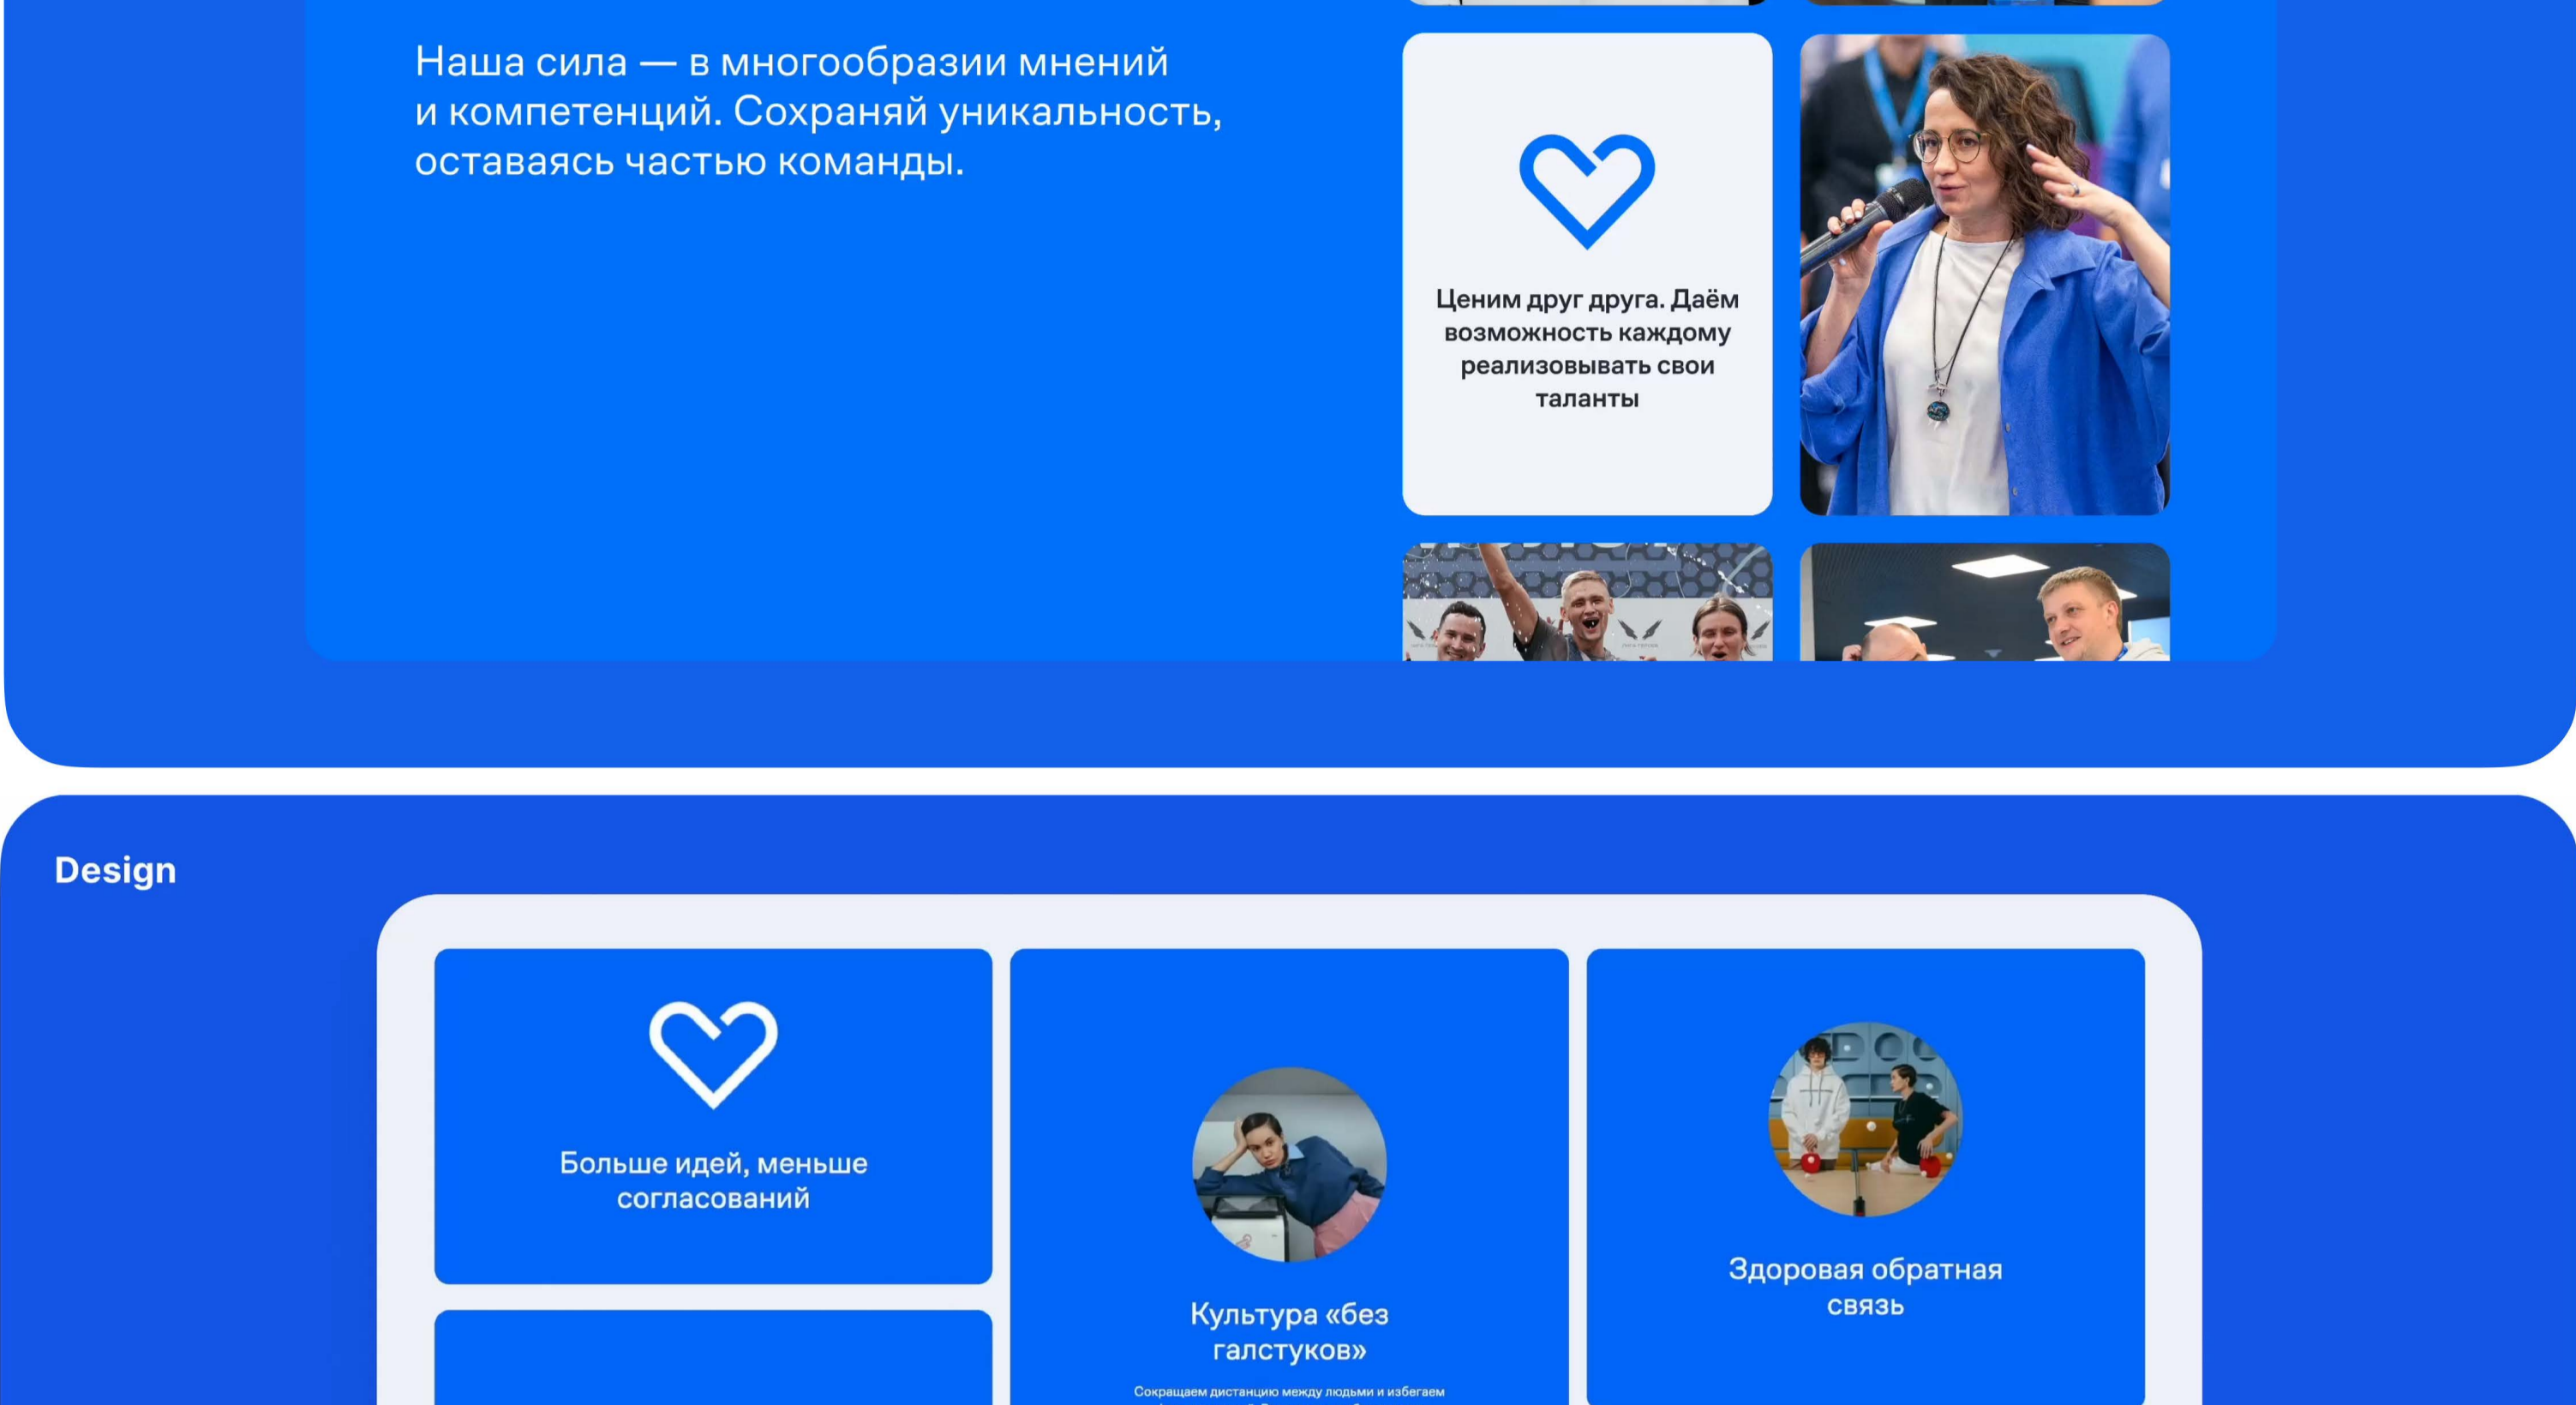 Наша сила — в многообразии мнений
и компетенций. Сохраняй уникальность,
оставаясь частью команды.
Ценим друг друга. Даём
возможность каждому
реализовывать свои
таланты
Design
Больше идей, меньше
согласований
Культура «без
галстуков»
Сокращаем дистанцию между людьми и избегаем
Здоровая обратная
связь